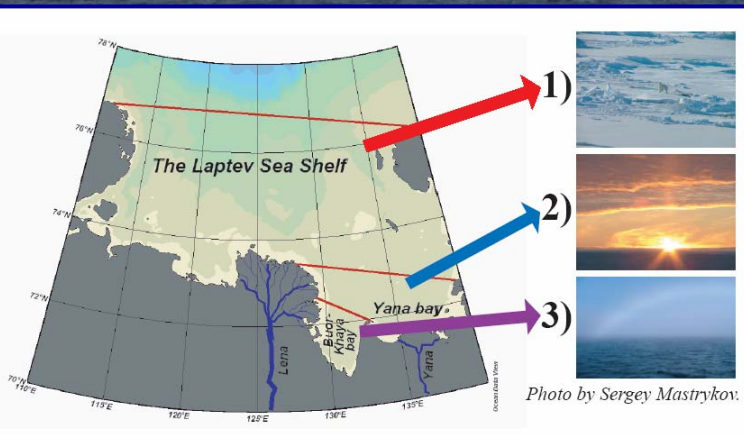 78°N
76°N
74°N
72°N
70°N
110°E
115°E
120°E
125°E
130°E
135°E
The Laptev Sea Shelf
Yana bay
Buor-
Khaya
bay
Lena
Yana
Ocean Data View
1)
2)
3)
Photo by Sergey Mastrykov.